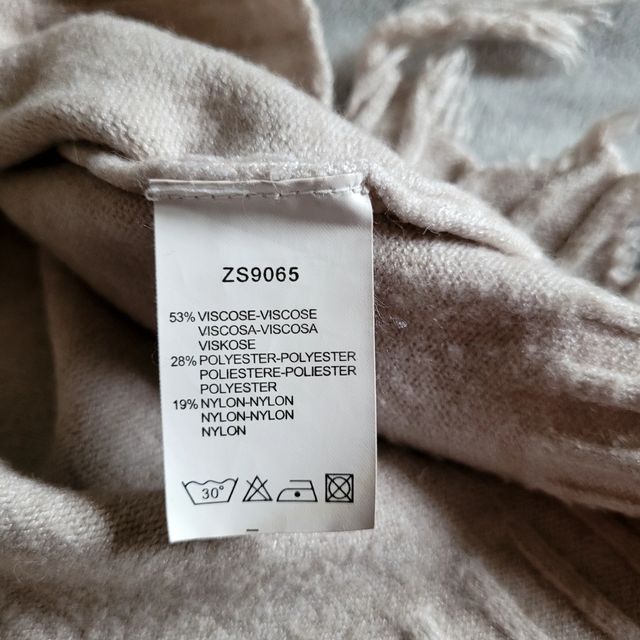 ZS9065
53% VISCOSE-VISCOSE
VISCOSA-VISCOSA
VISKOSE
28% POLYESTER-POLYESTER
POLIESTERE-POLIESTER
POLYESTER
19% NYLON-NYLON
NYLON-NYLON
NYLON
30°